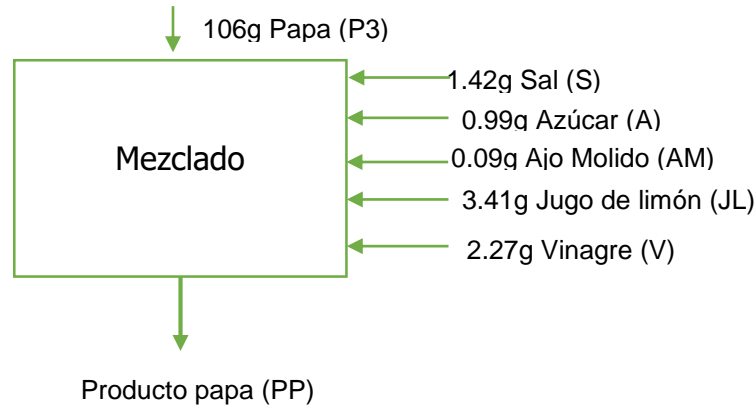 106g Papa (P3)
1.42g Sal (S)
0.99g Azúcar (A)
Mezclado
0.09g Ajo Molido (AM)
3.41g Jugo de limón (JL)
2.27g Vinagre (V)
Producto papa (PP)